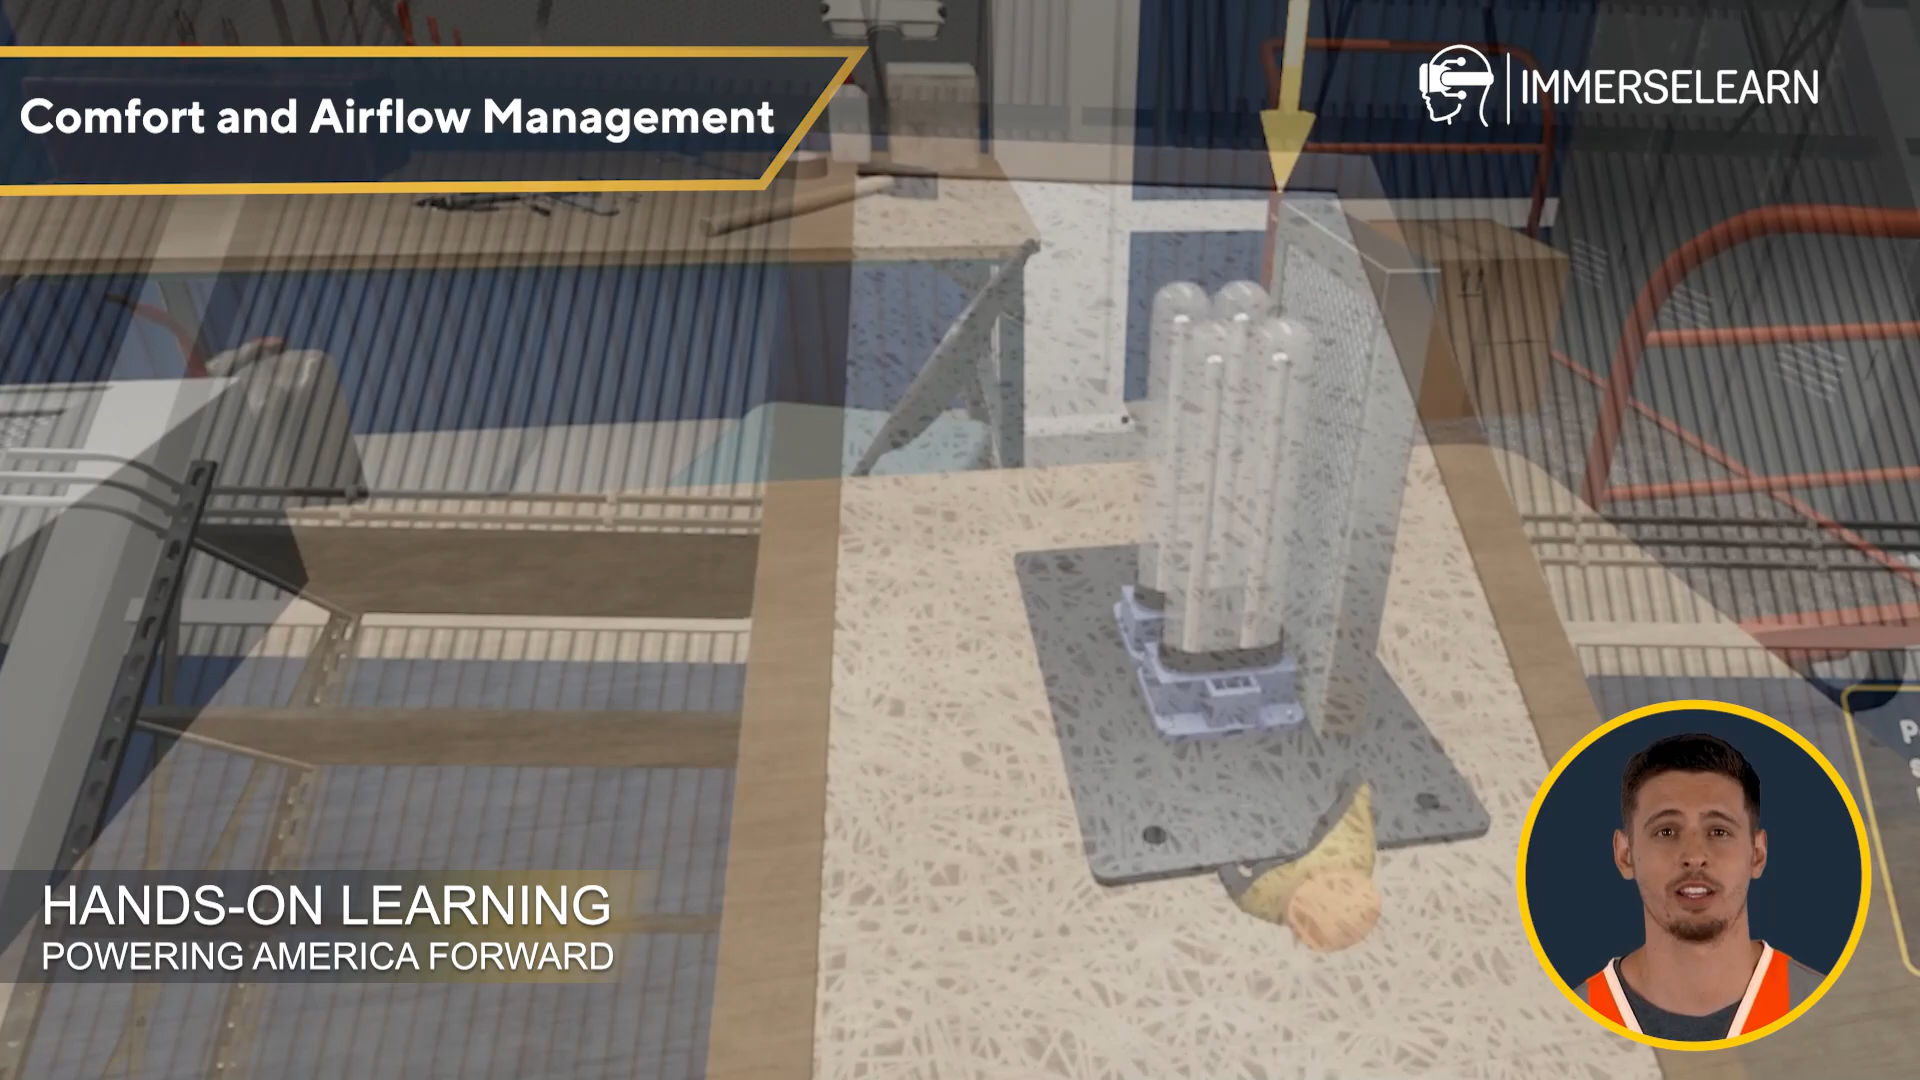 Comfort and Airflow Management
IMMERSELEARN
HANDS-ON LEARNING
POWERING AMERICA FORWARD